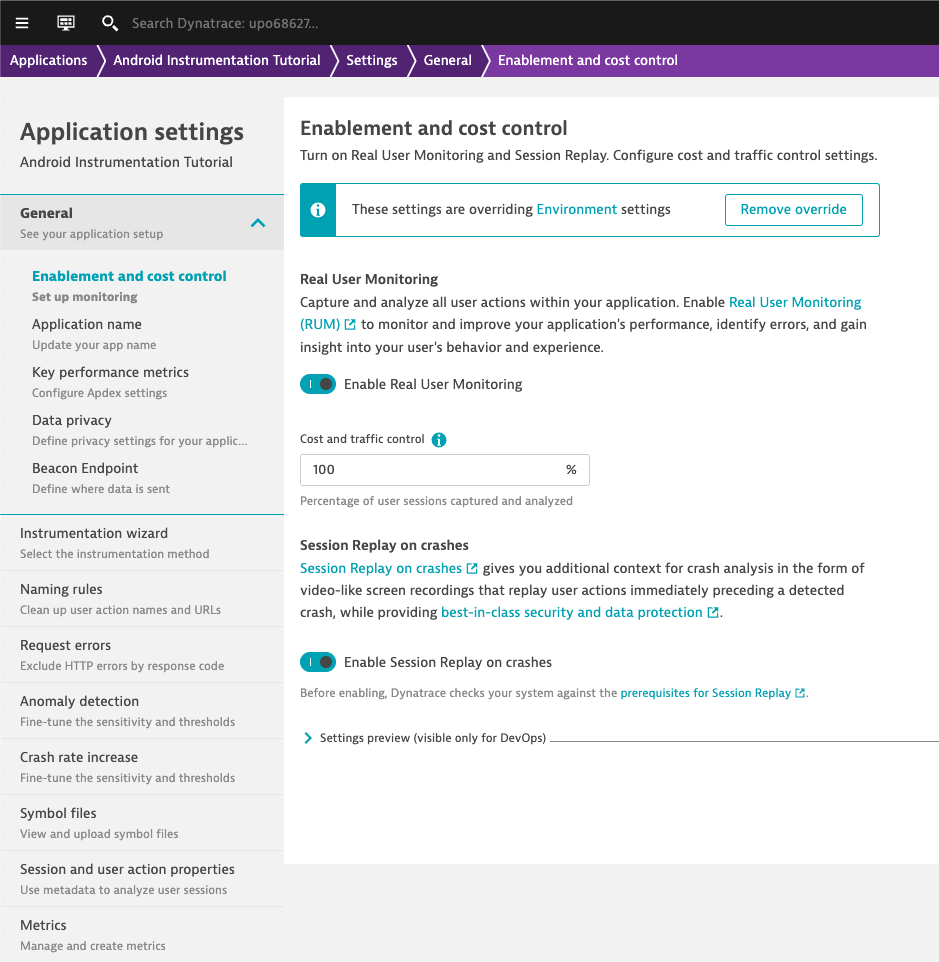 Search Dynatrace: upo68627...
Applications
Android Instrumentation Tutorial
Settings
General
Enablement and cost control
Application settings
Android Instrumentation Tutorial
General
See your application setup
Enablement and cost control
Set up monitoring
Application name
Update your app name
Key performance metrics
Configure Apdex settings
Data privacy
Define privacy settings for your applic...
Beacon Endpoint
Define where data is sent
Instrumentation wizard
Select the instrumentation method
Naming rules
Clean up user action names and URLs
Request errors
Exclude HTTP errors by response code
Anomaly detection
Fine-tune the sensitivity and thresholds
Crash rate increase
Fine-tune the sensitivity and thresholds
Symbol files
View and upload symbol files
Session and user action properties
Use metadata to analyze user sessions
Metrics
Manage and create metrics
Enablement and cost control
Turn on Real User Monitoring and Session Replay. Configure cost and traffic control settings.
These settings are overriding Environment settings
Remove override
Real User Monitoring
Capture and analyze all user actions within your application. Enable Real User Monitoring
(RUM) to monitor and improve your application's performance, identify errors, and gain
insight into your user's behavior and experience.
Enable Real User Monitoring
Cost and traffic control
100 %
Percentage of user sessions captured and analyzed
Session Replay on crashes
Session Replay on crashes gives you additional context for crash analysis in the form of
video-like screen recordings that replay user actions immediately preceding a detected
crash, while providing best-in-class security and data protection.
Enable Session Replay on crashes
Before enabling, Dynatrace checks your system against the prerequisites for Session Replay.
Settings preview (visible only for DevOps)